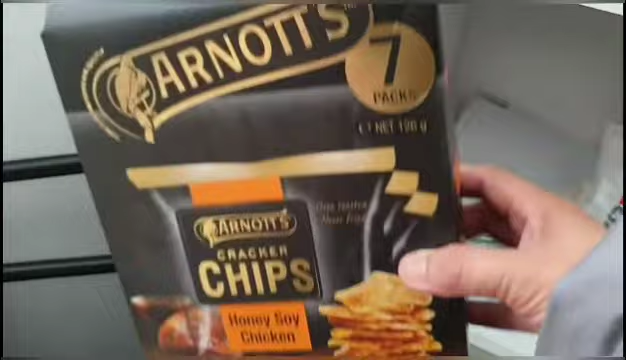 ARNOTT'S
7
PACKS
NET 126 g
ARNOTT'S
CRACKER
CHIPS
Honey Soy
Chicken